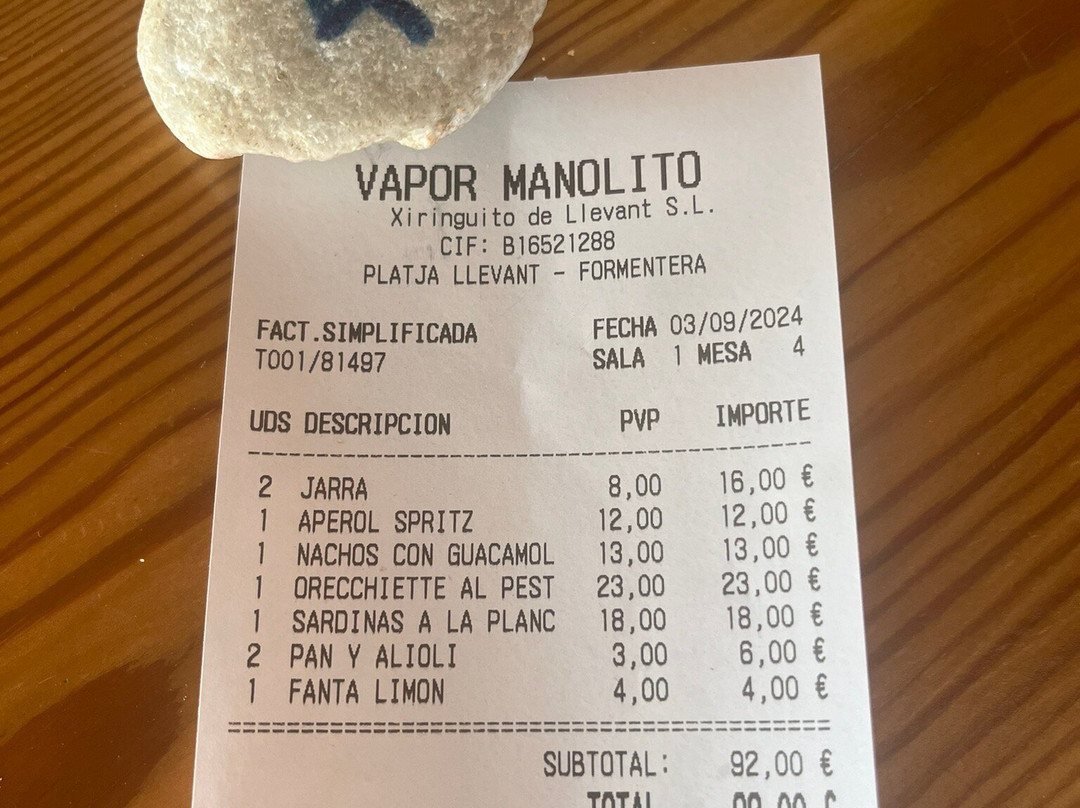 VAPOR MANOLITO
Xiringuito de Llevant S.L.
CIF: B16521288
PLATJA LLEVANT - FORMENTERA
FACT.SIMPLIFICADA FECHA 03/09/2024
T001/81497 SALA 1 MESA 4
UDS DESCRIPCION PVP IMPORTE
2 JARRA 8,00 16,00 €
1 APEROL SPRITZ 12,00 12,00 €
1 NACHOS CON GUACAMOL 13,00 13,00 €
1 ORECCHIETTE AL PEST 23,00 23,00 €
1 SARDINAS A LA PLANC 18,00 18,00 €
2 PAN Y ALIOLI 3,00 6,00 €
1 FANTA LIMON 4,00 4,00 €
SUBTOTAL: 92,00 €
TOTAL